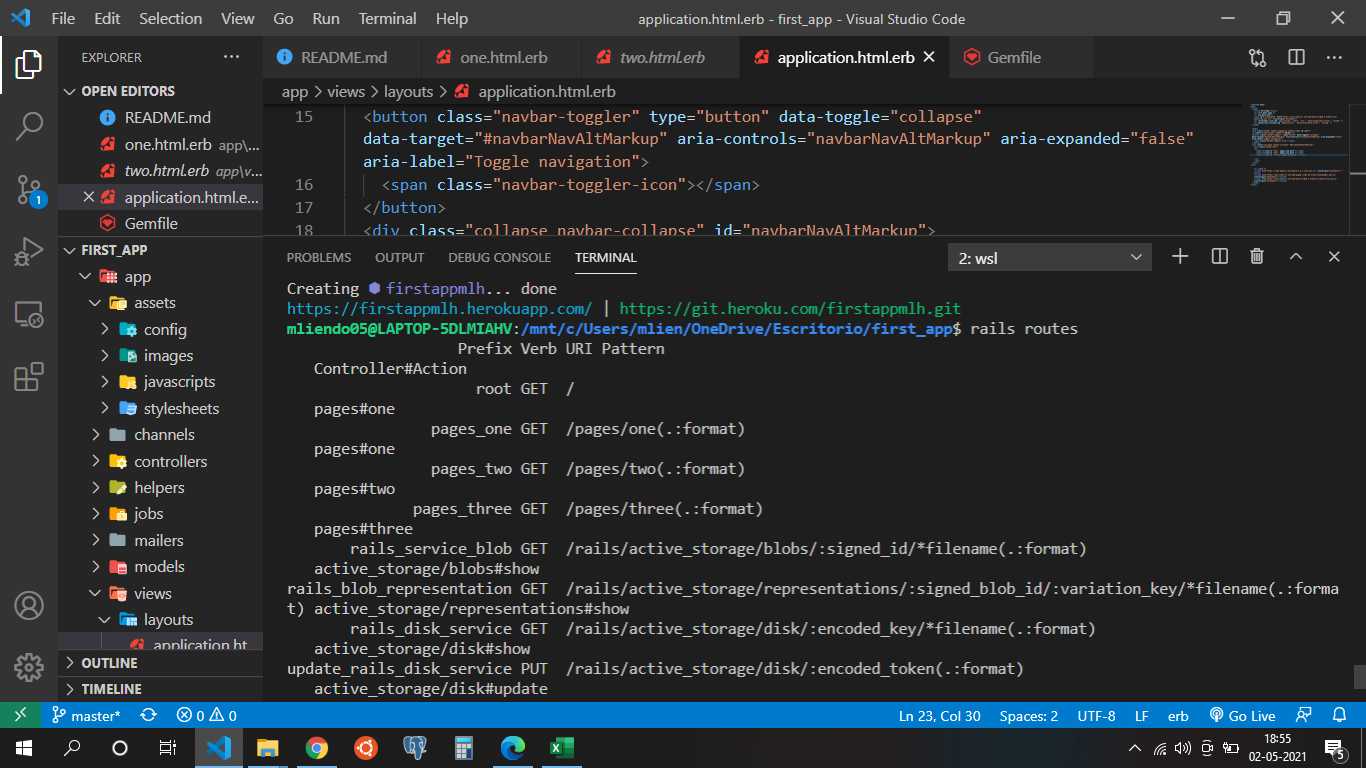 File Edit Selection View Go Run Terminal Help application.html.erb - first_app - Visual Studio Code
EXPLORER
OPEN EDITORS
README.md
one.html.erb app\...
two.html.erb app\v...
application.html.e...
Gemfile
FIRST_APP
app
assets
config
images
javascripts
stylesheets
channels
controllers
helpers
jobs
mailers
models
views
layouts
application.ht
OUTLINE
TIMELINE
1
README.md one.html.erb two.html.erb application.html.erb Gemfile
app > views > layouts > application.html.erb
15 <button class="navbar-toggler" type="button" data-toggle="collapse"
data-target="#navbarNavAltMarkup" aria-controls="navbarNavAltMarkup" aria-expanded="false"
aria-label="Toggle navigation">
16 <span class="navbar-toggler-icon"></span>
17 </button>
18 <div class="collapse navbar-collapse" id="navbarNavAltMarkup">
PROBLEMS OUTPUT DEBUG CONSOLE TERMINAL 2: wsl
Creating ⬢ firstappmlh... done
https://firstappmlh.herokuapp.com/ | https://git.heroku.com/firstappmlh.git
mliendo05@LAPTOP-5DLMIAHV:/mnt/c/Users/mlien/OneDrive/Escritorio/first_app$ rails routes
Prefix Verb URI Pattern
Controller#Action
root GET /
pages#one
pages_one GET /pages/one(.:format)
pages#one
pages_two GET /pages/two(.:format)
pages#two
pages_three GET /pages/three(.:format)
pages#three
rails_service_blob GET /rails/active_storage/blobs/:signed_id/*filename(.:format)
active_storage/blobs#show
rails_blob_representation GET /rails/active_storage/representations/:signed_blob_id/:variation_key/*filename(.:forma
t) active_storage/representations#show
rails_disk_service GET /rails/active_storage/disk/:encoded_key/*filename(.:format)
active_storage/disk#show
update_rails_disk_service PUT /rails/active_storage/disk/:encoded_token(.:format)
active_storage/disk#update
master* 0 0 Ln 23, Col 30 Spaces: 2 UTF-8 LF erb Go Live
18:55
02-05-2021
5